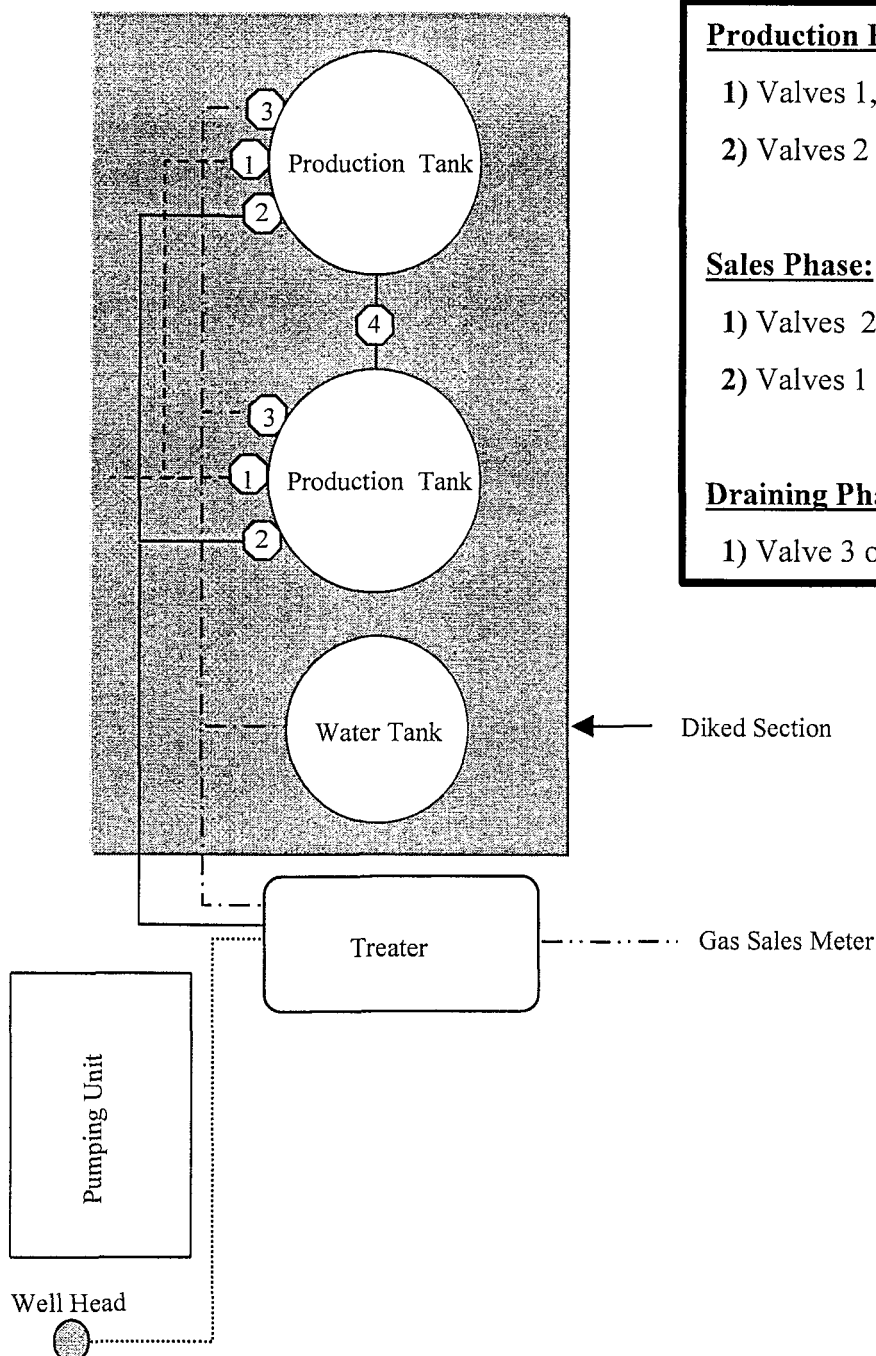 Production
1) Valves 1,
2) Valves 2
Sales Phase:
1) Valves 2
2) Valves 1
Draining
1) Valve 3
3
1
Production Tank
2
4
3
1
Production Tank
2
Water Tank
Diked Section
Treater
Gas Sales Meter
Pumping Unit
Well Head